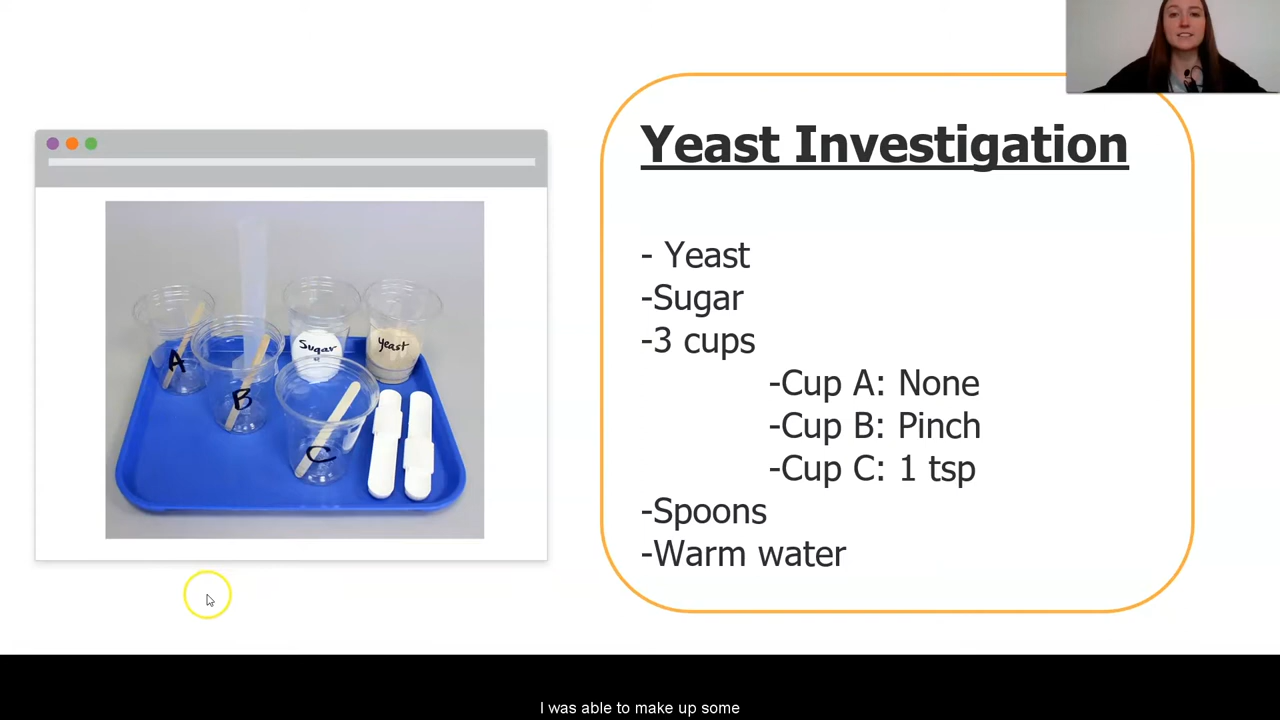 Yeast Investigation
- Yeast
-Sugar
-3 cups
-Cup A: None
-Cup B: Pinch
-Cup C: 1 tsp
-Spoons
-Warm water
A
B
C
Sugar
Yeast
I was able to make up some